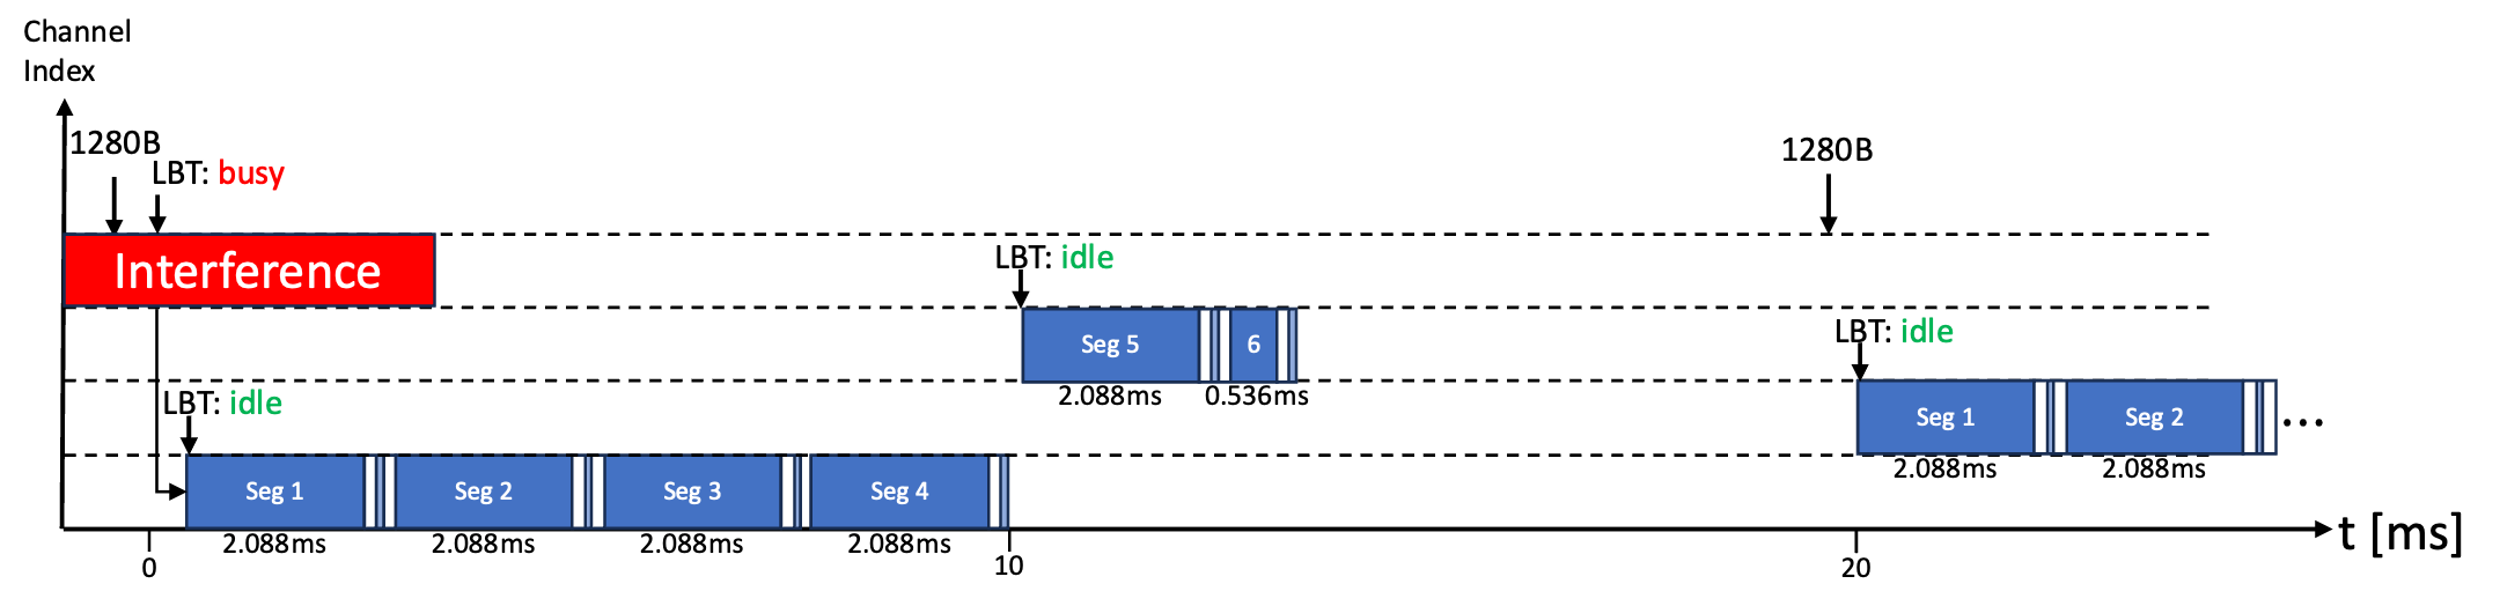 Channel
Index
1280B
LBT: busy
1280B
Interference
LBT: idle
Seg 5
6
2.088ms
0.536ms
LBT: idle
Seg 1
Seg 2
...
2.088ms
2.088ms
LBT: idle
Seg 1
Seg 2
Seg 3
Seg 4
2.088ms
2.088ms
2.088ms
2.088ms
t [ms]
0
10
20